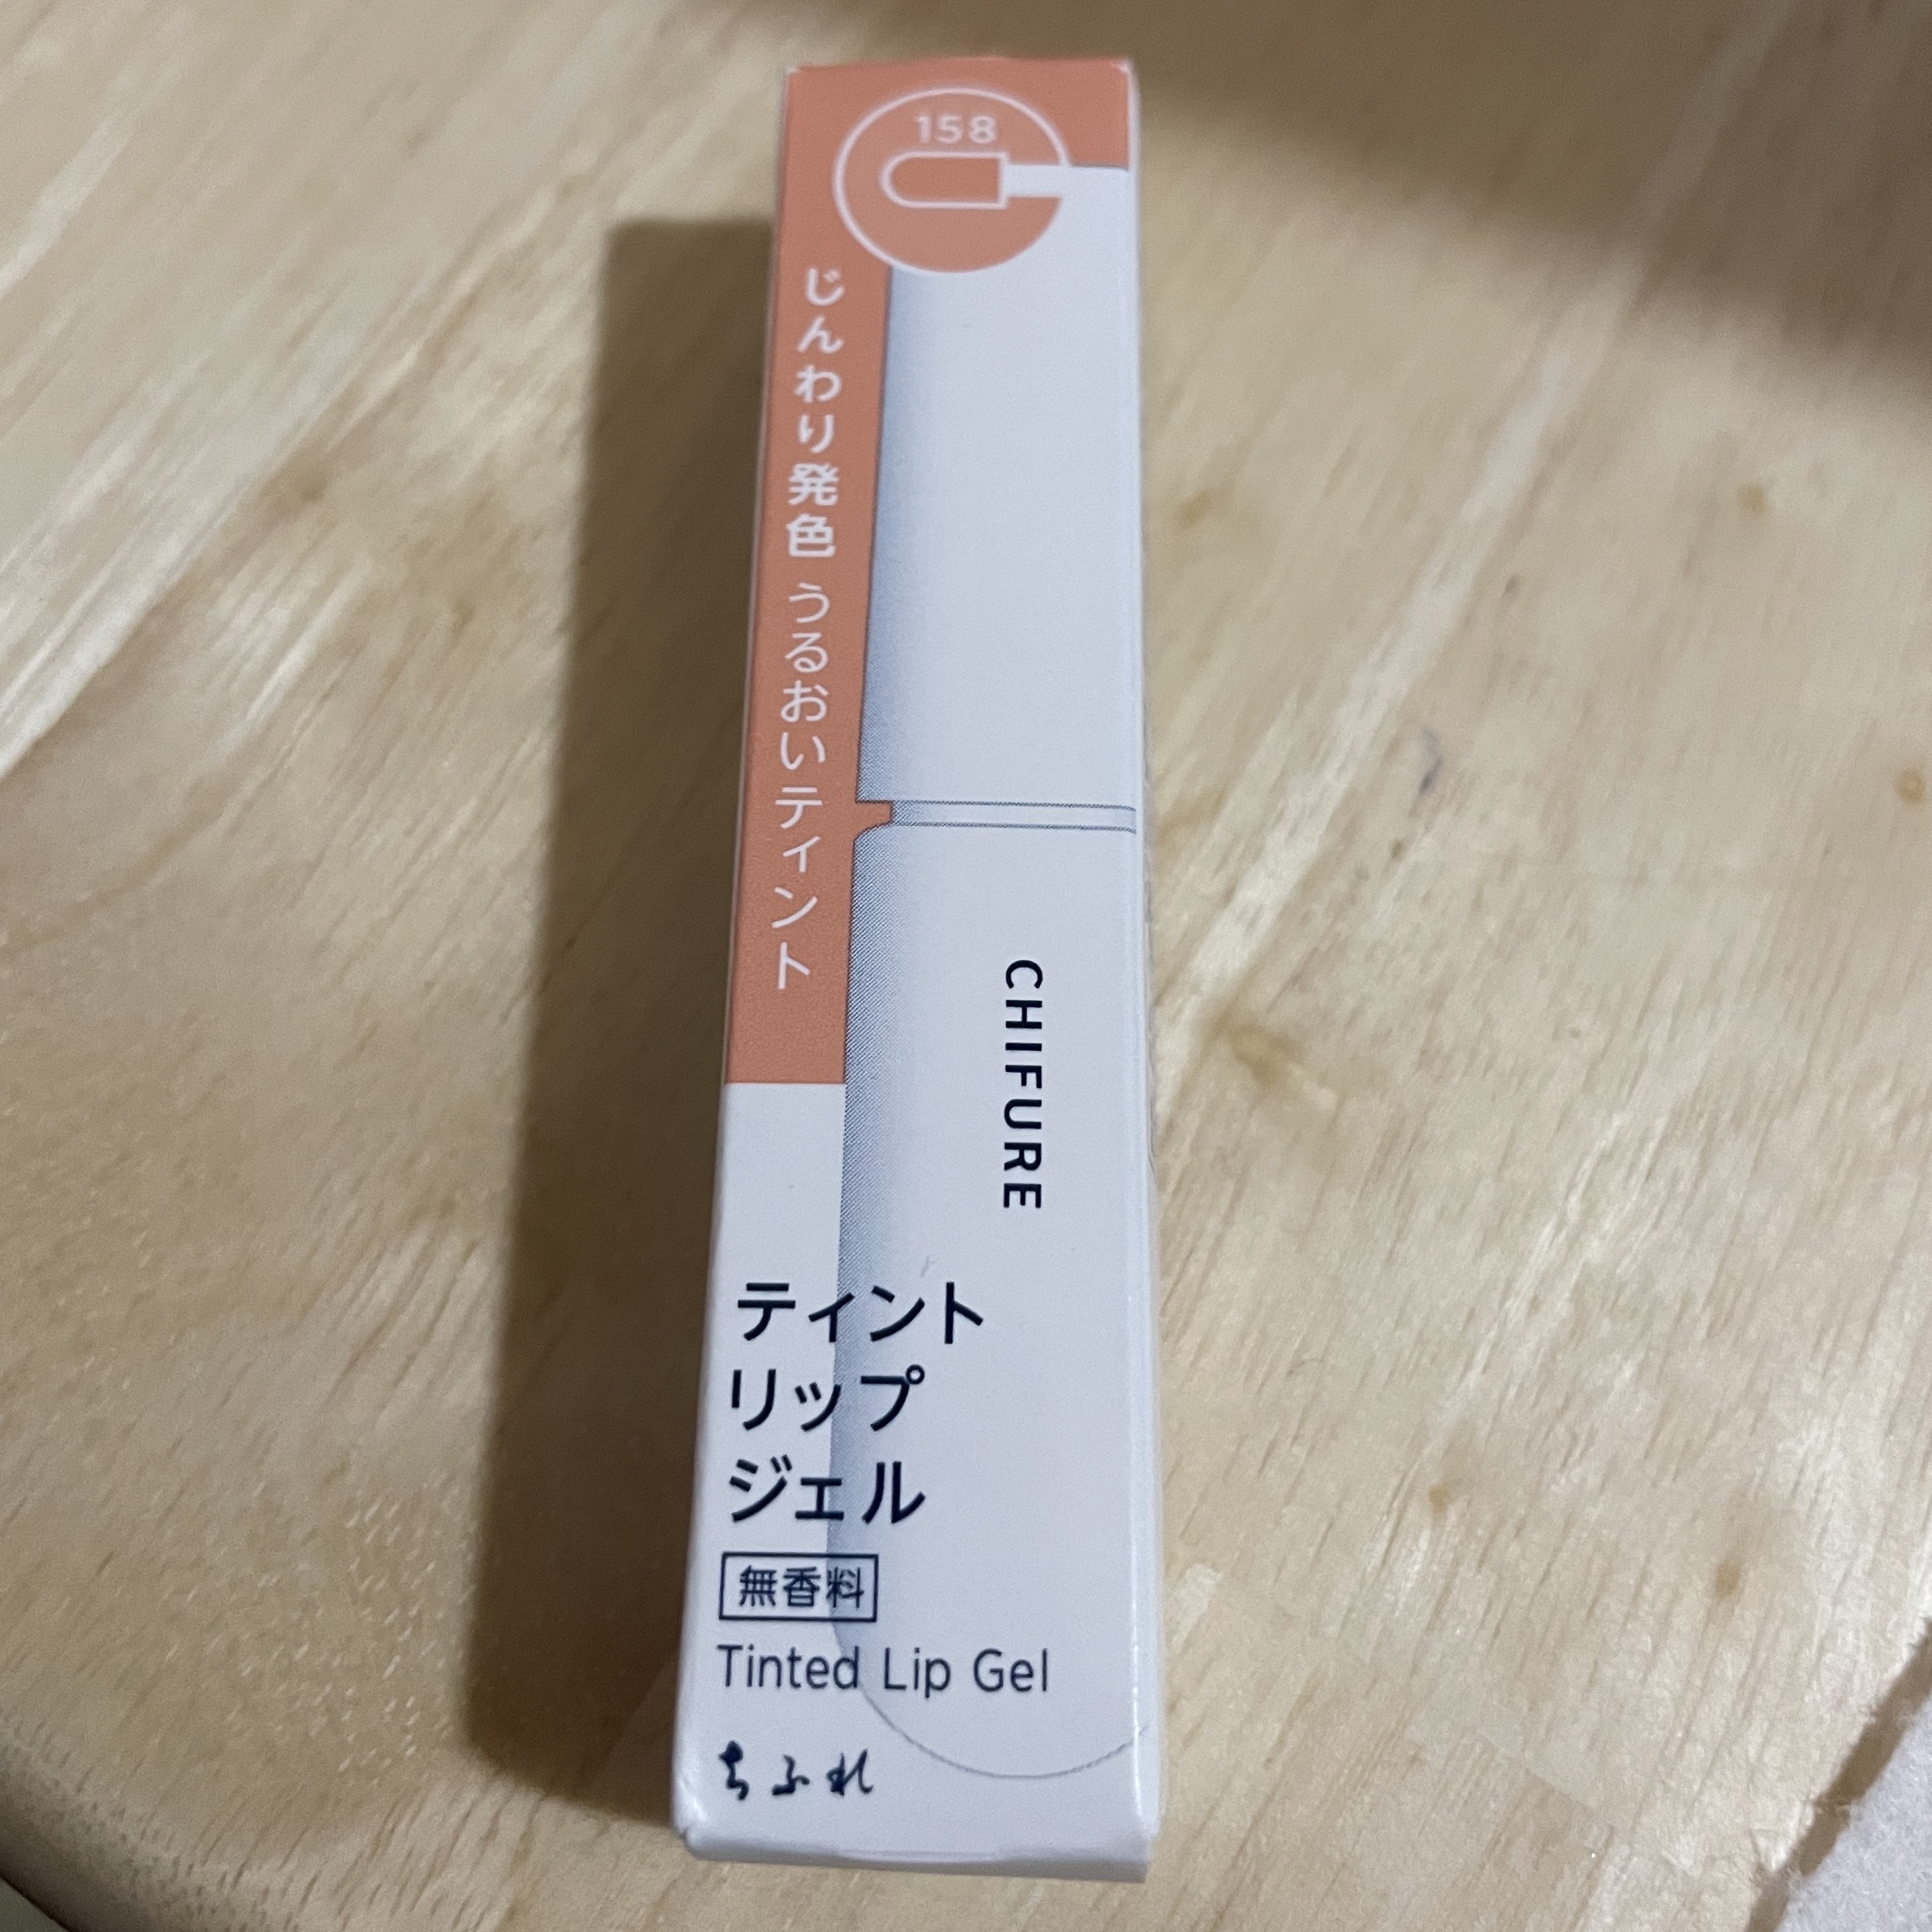 158
じんわり発色 うるおいティント
CHIFURE
ティント
リップ
ジェル
無香料
Tinted Lip Gel
ちふれ